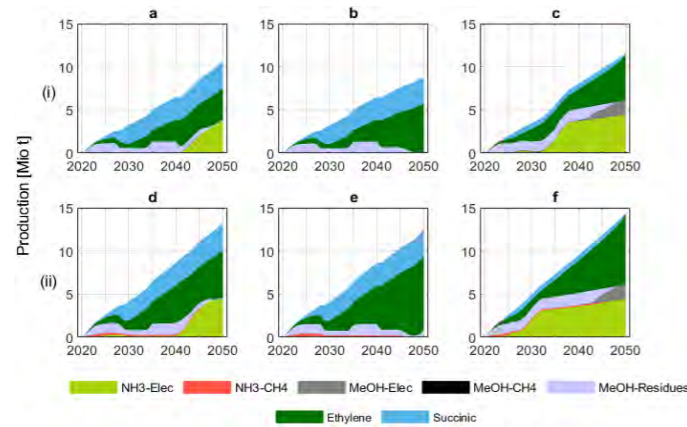 a b c
15 15 15
10 10 10
(i)
5 5 5
0 0 0
2020 2030 2040 2050 2020 2030 2040 2050 2020 2030 2040 2050
Production [Mio t]
d e f
15 15 15
10 10 10
(ii)
5 5 5
0 0 0
2020 2030 2040 2050 2020 2030 2040 2050 2020 2030 2040 2050
NH3-Elec NH3-CH4 MeOH-Elec MeOH-CH4 MeOH-Residues
Ethylene Succinic